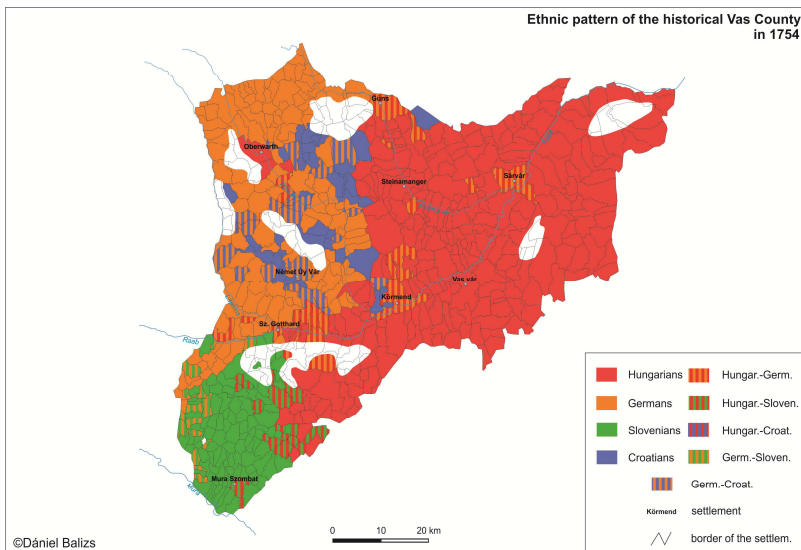 Ethnic pattern of the historical Vas County
in 1754
Güns
Oberwarth
Steinamanger
Sárvár
Német Uy Vár
Vas vár
Körmend
Sz. Gotthard
Raab
Mura Szombat
Mura
Hungarians
Hungar.-Germ.
Germans
Hungar.-Sloven.
Slovenians
Hungar.-Croat.
Croatians
Germ.-Sloven.
Germ.-Croat.
Körmend
settlement
border of the settlem.
0 10 20 km
©Dániel Balizs